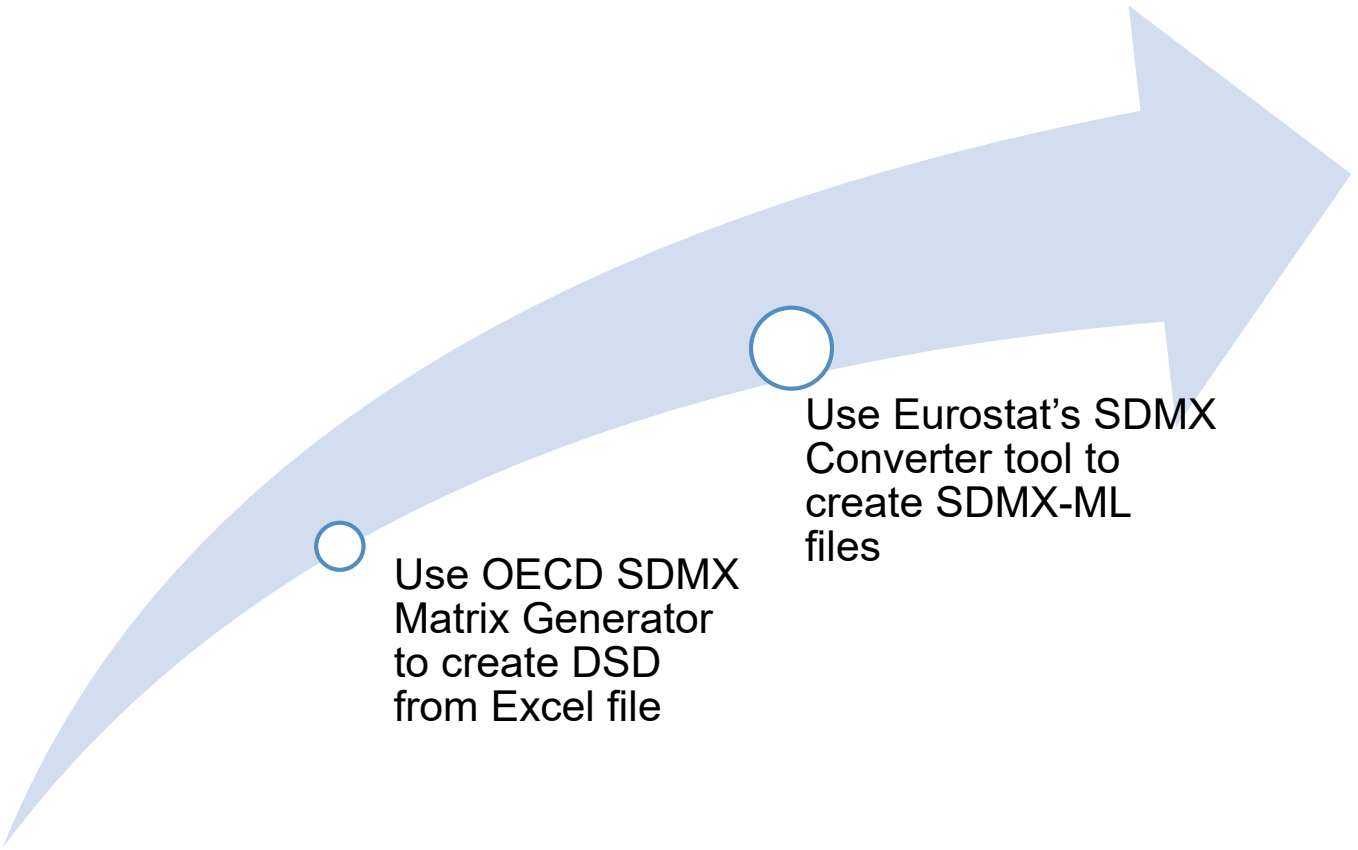 Use OECD SDMX
Matrix Generator
to create DSD
from Excel file
Use Eurostat’s SDMX
Converter tool to
create SDMX-ML
files